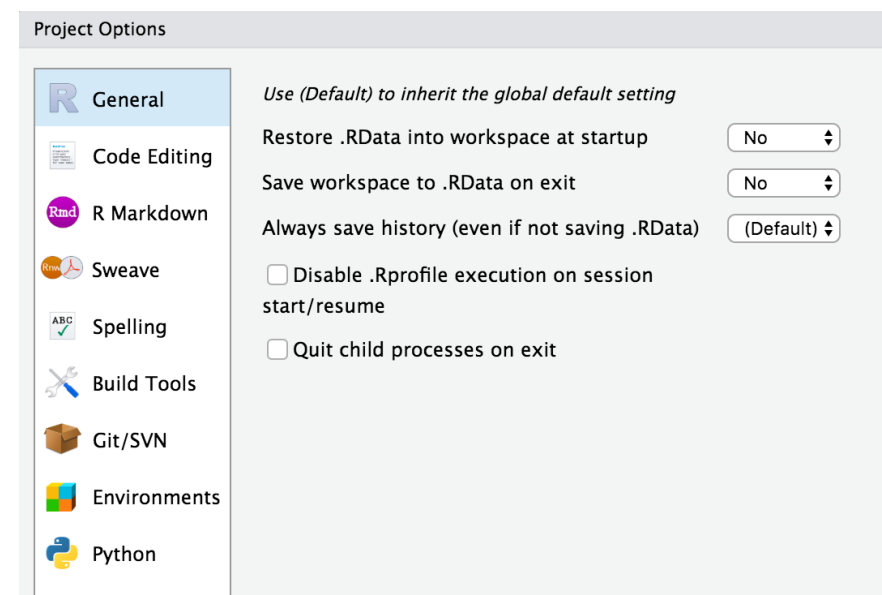 Project Options
R General
Code Editing
Rmd R Markdown
Rnw Sweave
ABC Spelling
Build Tools
Git/SVN
Environments
Python
Use (Default) to inherit the global default setting
Restore .RData into workspace at startup No
Save workspace to .RData on exit No
Always save history (even if not saving .RData) (Default)
Disable .Rprofile execution on session
start/resume
Quit child processes on exit